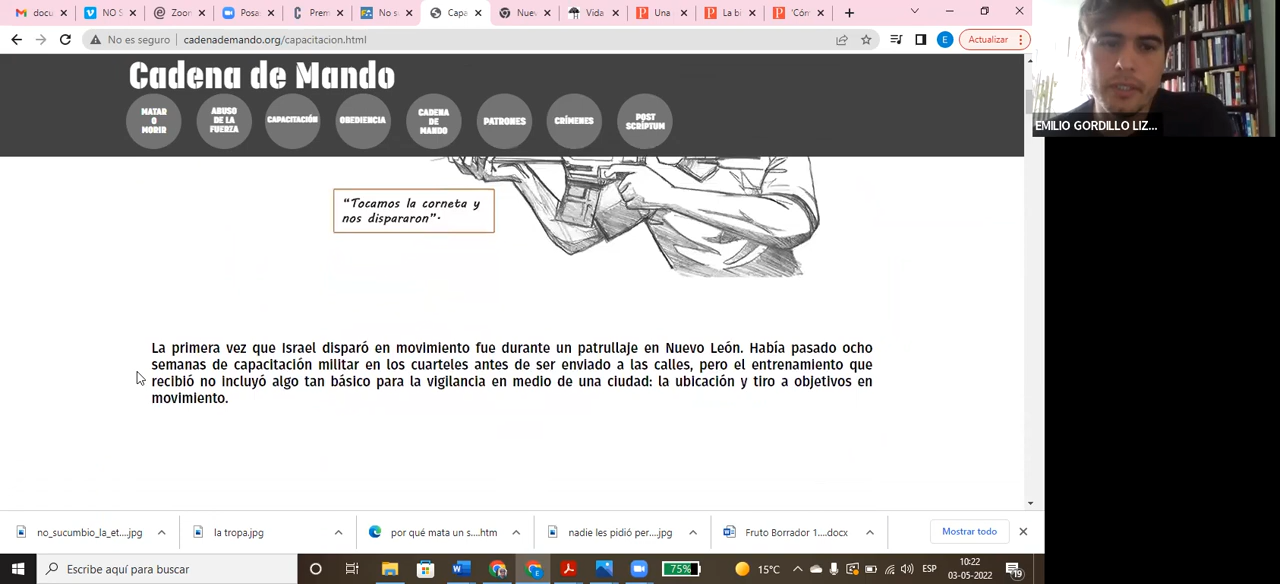 docu
NO S
Zoon
Posa
Prem
No s
Capa
Nuev
Vida
Una
La bi
'Cón
No es seguro
cadenademando.org/capacitacion.html
E
Actualizar
EMILIO GORDILLO LIZ...
Cadena de Mando
MATAR
O
MORIR
ABUSO
DE LA
FUERZA
CAPACITACIÓN
OBEDIENCIA
CADENA
DE
MANDO
PATRONES
CRÍMENES
POST
SCRÍPTUM
"Tocamos la corneta y
nos dispararon".
La primera vez que Israel disparó en movimiento fue durante un patrullaje en Nuevo León. Había pasado ocho
semanas de capacitación militar en los cuarteles antes de ser enviado a las calles, pero el entrenamiento que
recibió no incluyó algo tan básico para la vigilancia en medio de una ciudad: la ubicación y tiro a objetivos en
movimiento.
no_sucumbio_la_et....jpg
la tropa.jpg
por qué mata un s....htm
nadie les pidió per....jpg
Fruto Borrador 1....docx
Mostrar todo
Escribe aquí para buscar
75%
15°C
ESP
10:22
03-05-2022
19